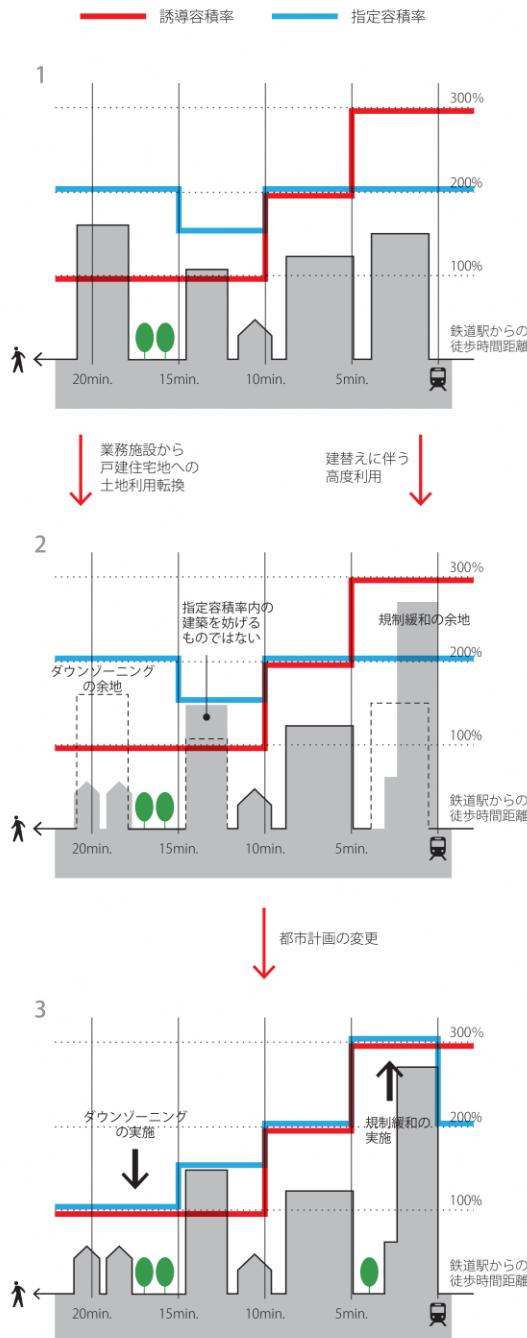 誘導容積率
指定容積率
1
300%
200%
100%
鉄道駅からの
徒歩時間距離
20min.
15min.
10min.
5min.
業務施設から
戸建住宅地への
土地利用転換
建替えに伴う
高度利用
2
300%
指定容積率内の
建築を妨げる
ものではない
規制緩和の余地
200%
ダウンゾーニング
の余地
100%
鉄道駅からの
徒歩時間距離
20min.
15min.
10min.
5min.
都市計画の変更
3
300%
ダウンゾーニング
の実施
規制緩和の
実施
200%
100%
鉄道駅からの
徒歩時間距離
20min.
15min.
10min.
5min.